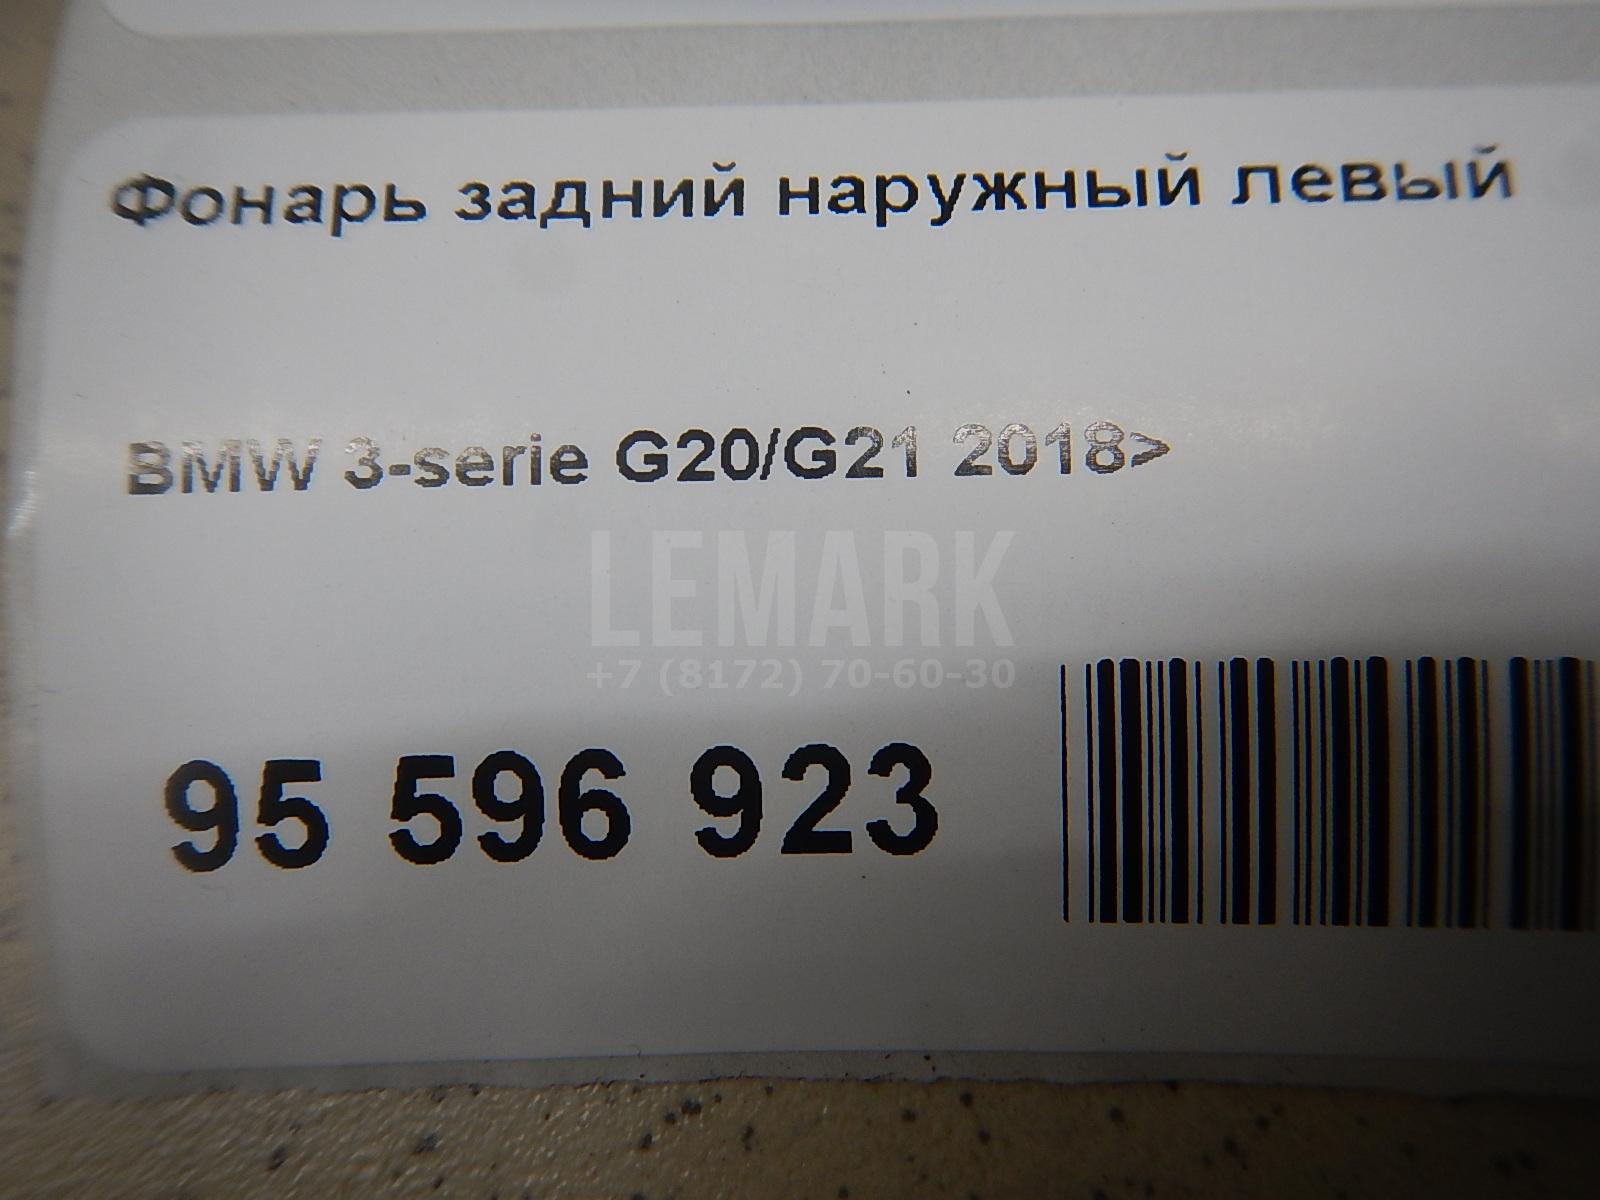 Фонарь задний наружный левый
BMW 3-serie G20/G21 2018>
LEMARK
+7 (8172) 70-60-30
95 596 923